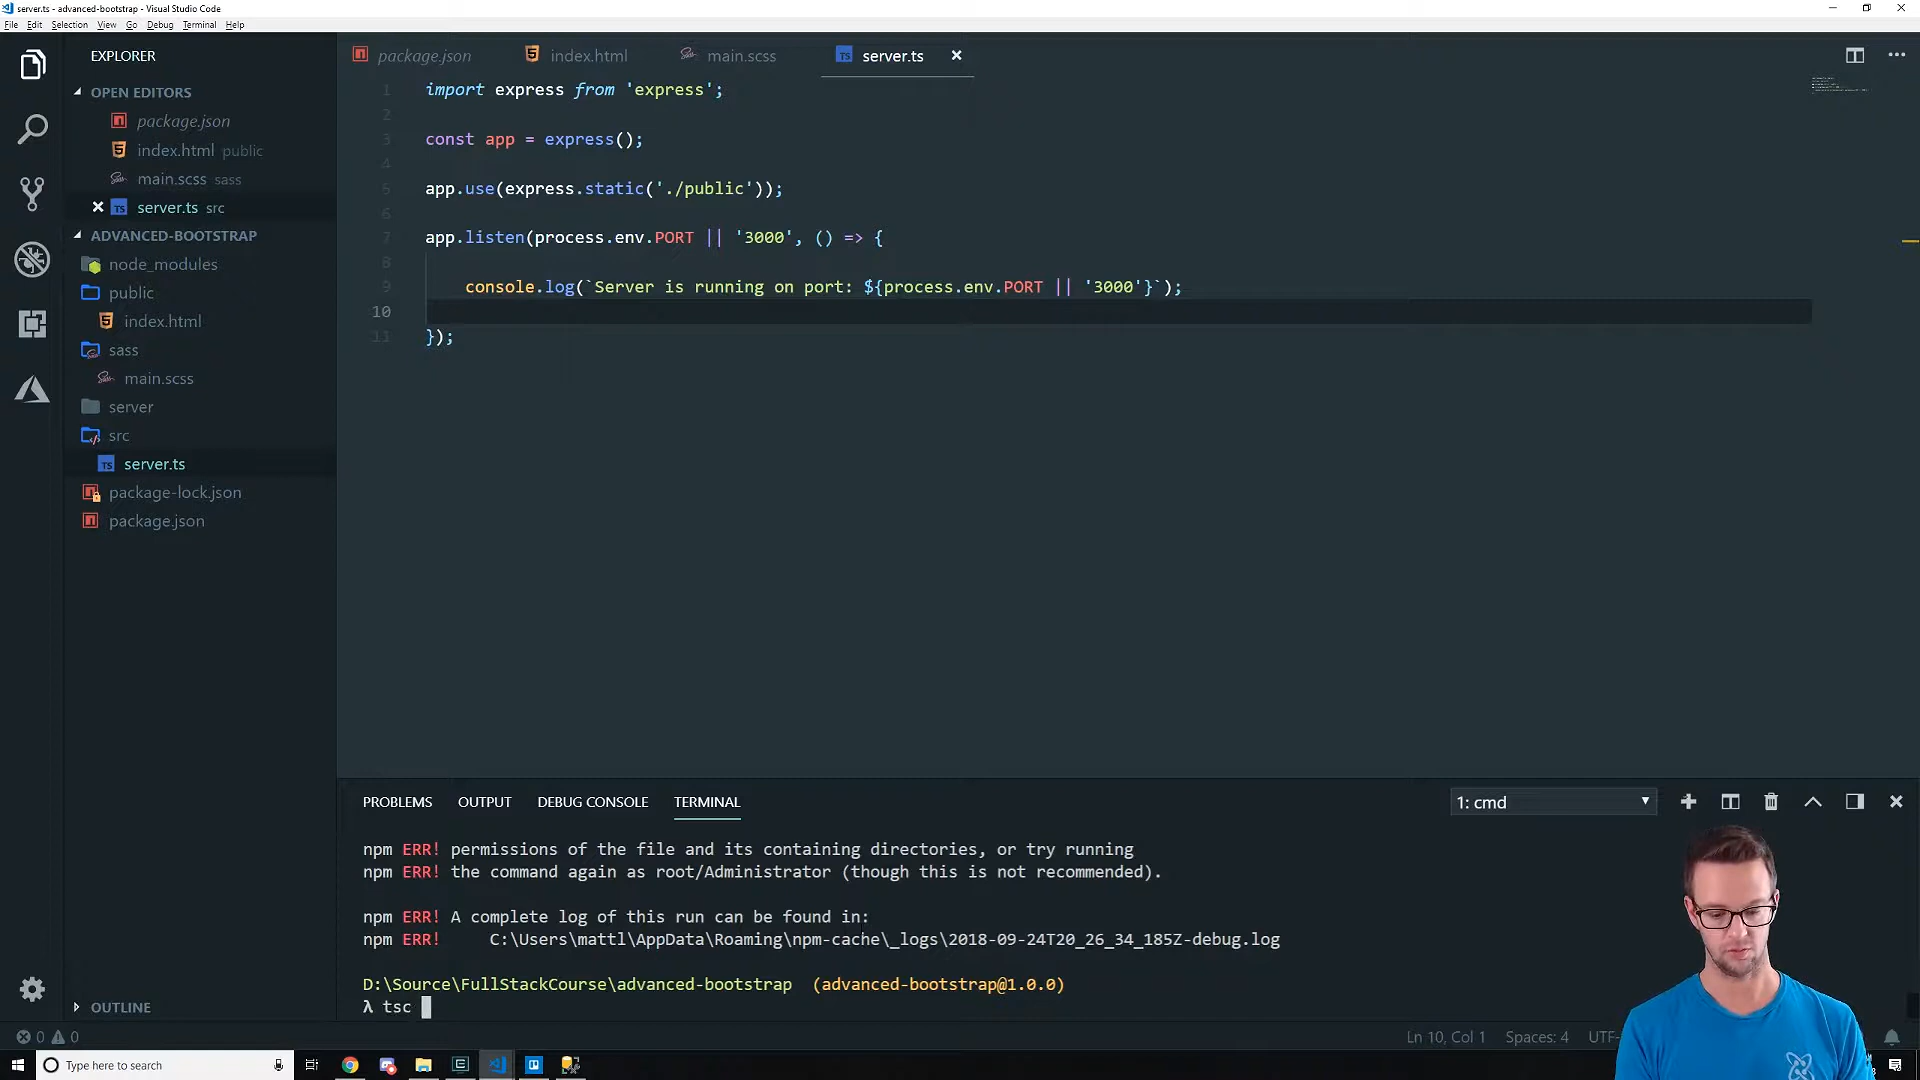 server.ts - advanced-bootstrap - Visual Studio Code
File Edit Selection View Go Debug Terminal Help
EXPLORER
OPEN EDITORS
package.json
index.html public
main.scss sass
server.ts src
ADVANCED-BOOTSTRAP
node_modules
public
index.html
sass
main.scss
server
src
server.ts
package-lock.json
package.json
OUTLINE
package.json index.html main.scss server.ts
1 import express from 'express';
2
3 const app = express();
4
5 app.use(express.static('./public'));
6
7 app.listen(process.env.PORT || '3000', () => {
8
9 console.log(`Server is running on port: ${process.env.PORT || '3000'}`);
10
11 });
PROBLEMS OUTPUT DEBUG CONSOLE TERMINAL
1: cmd
npm ERR! permissions of the file and its containing directories, or try running
npm ERR! the command again as root/Administrator (though this is not recommended).
npm ERR! A complete log of this run can be found in:
npm ERR! C:\Users\mattl\AppData\Roaming\npm-cache\_logs\2018-09-24T20_26_34_185Z-debug.log
D:\Source\FullStackCourse\advanced-bootstrap (advanced-bootstrap@1.0.0)
λ tsc
0 0
Ln 10, Col 1 Spaces: 4 UTF-
Type here to search